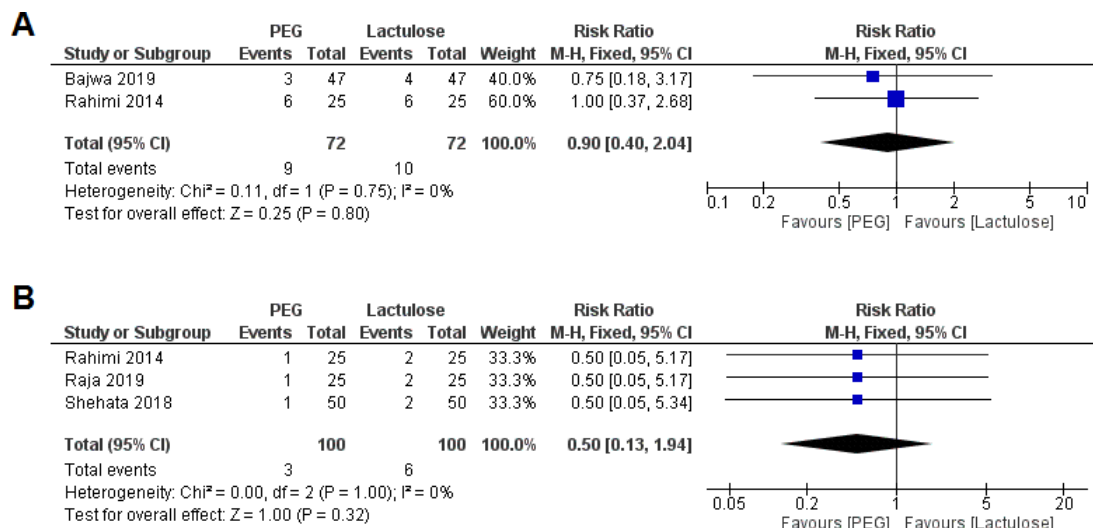 A
PEG Lactulose Risk Ratio Risk Ratio
Study or Subgroup Events Total Events Total Weight M-H, Fixed, 95% CI M-H, Fixed, 95% CI
Bajwa 2019 3 47 4 47 40.0% 0.75 [0.18, 3.17]
Rahimi 2014 6 25 6 25 60.0% 1.00 [0.37, 2.68]
Total (95% CI) 72 72 100.0% 0.90 [0.40, 2.04]
Total events 9 10
Heterogeneity: Chi² = 0.11, df = 1 (P = 0.75); I² = 0%
Test for overall effect: Z = 0.25 (P = 0.80)
0.1 0.2 0.5 1 2 5 10
Favours [PEG] Favours [Lactulose]
B
PEG Lactulose Risk Ratio Risk Ratio
Study or Subgroup Events Total Events Total Weight M-H, Fixed, 95% CI M-H, Fixed, 95% CI
Rahimi 2014 1 25 2 25 33.3% 0.50 [0.05, 5.17]
Raja 2019 1 25 2 25 33.3% 0.50 [0.05, 5.17]
Shehata 2018 1 50 2 50 33.3% 0.50 [0.05, 5.34]
Total (95% CI) 100 100 100.0% 0.50 [0.13, 1.94]
Total events 3 6
Heterogeneity: Chi² = 0.00, df = 2 (P = 1.00); I² = 0%
Test for overall effect: Z = 1.00 (P = 0.32)
0.05 0.2 1 5 20
Favours [PEG] Favours [Lactulose]